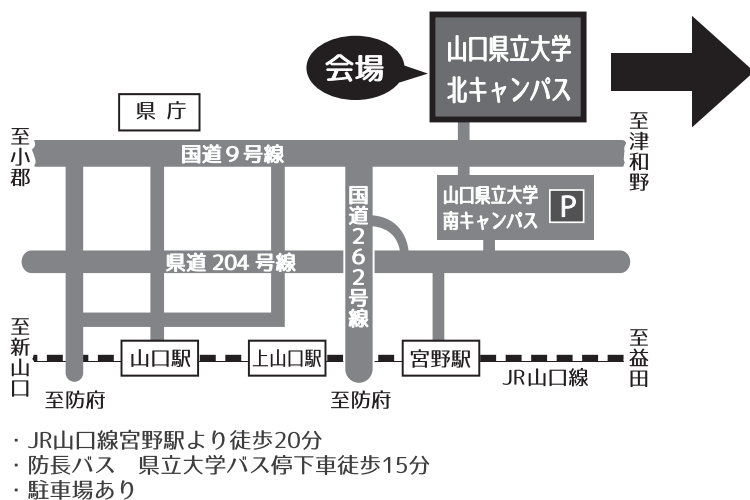 会場
山口県立大学
北キャンパス
県 庁
至小郡
国道9号線
至津和野
山口県立大学
南キャンパス
P
国道262号線
県道204号線
至新山口
山口駅
上山口駅
宮野駅
至益田
JR山口線
至防府
至防府
・JR山口線宮野駅より徒歩20分
・防長バス　県立大学バス停下車徒歩15分
・駐車場あり